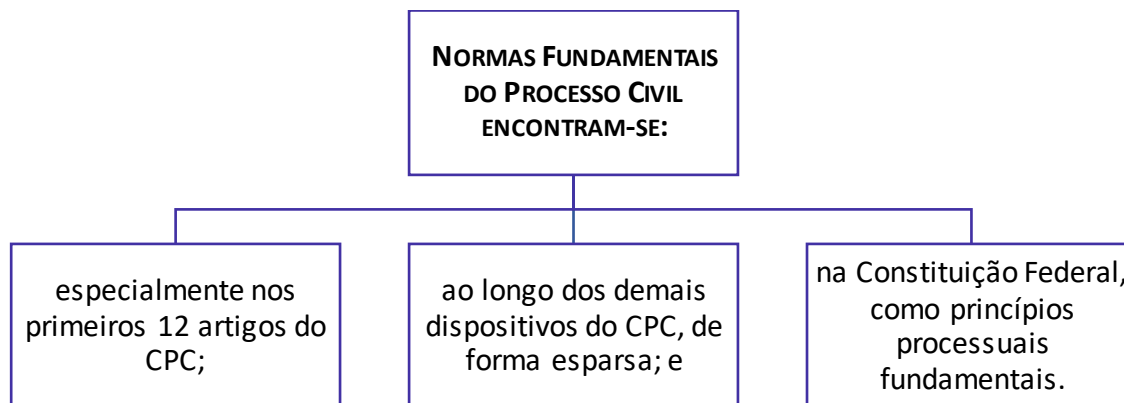 NORMAS FUNDAMENTAIS
DO PROCESSO CIVIL
ENCONTRAM-SE:
especialmente nos
primeiros 12 artigos do
CPC;
ao longo dos demais
dispositivos do CPC, de
forma esparsa; e
na Constituição Federal,
como princípios
processuais
fundamentais.